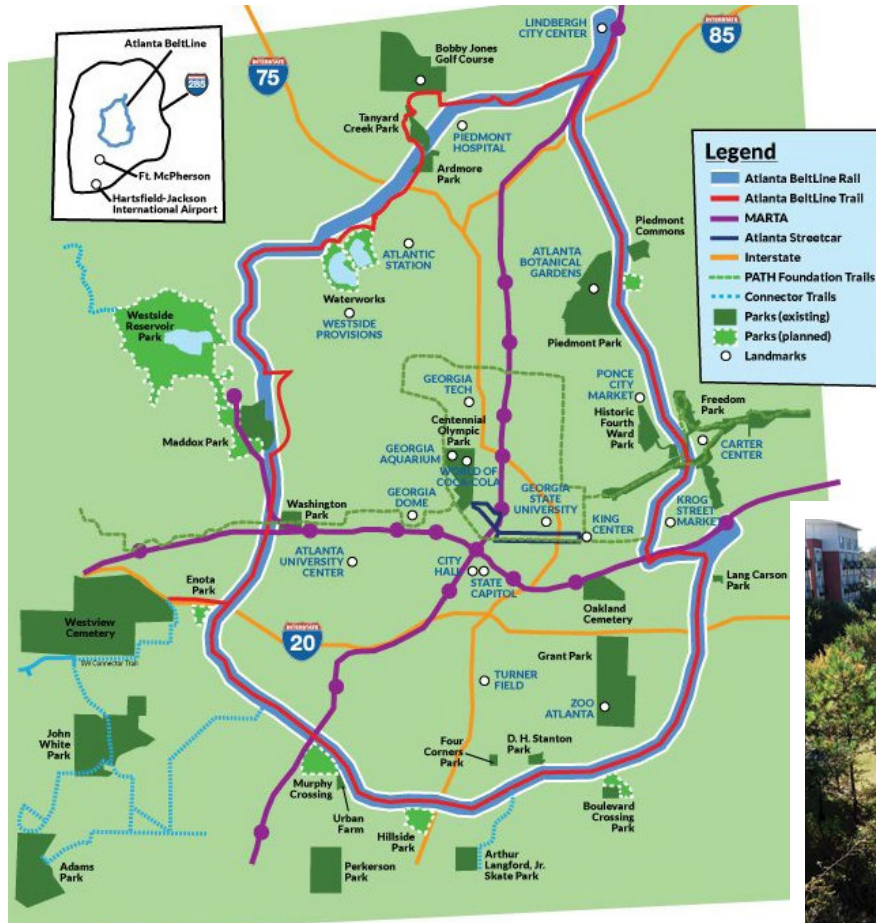 Atlanta BeltLine
INTERSTATE
285
Ft. McPherson
Hartsfield-Jackson
International Airport
INTERSTATE
75
Bobby Jones
Golf Course
LINDBERGH
CITY CENTER
INTERSTATE
85
Tanyard
Creek Park
PIEDMONT
HOSPITAL
Ardmore
Park
Legend
Atlanta BeltLine Rail
Atlanta BeltLine Trail
MARTA
Atlanta Streetcar
Interstate
PATH Foundation Trails
Connector Trails
Parks (existing)
Parks (planned)
Landmarks
Piedmont
Commons
ATLANTIC
STATION
ATLANTA
BOTANICAL
GARDENS
Waterworks
WESTSIDE
PROVISIONS
Westside
Reservoir
Park
Piedmont Park
GEORGIA
TECH
PONCE
CITY
MARKET
Freedom
Park
Historic
Fourth
Ward
Park
CARTER
CENTER
Maddox Park
Centennial
Olympic
Park
GEORGIA
AQUARIUM
WORLD OF
COCA-COLA
GEORGIA
DOME
GEORGIA
STATE
UNIVERSITY
KING
CENTER
KROG
STREET
MARKET
Washington
Park
ATLANTA
UNIVERSITY
CENTER
CITY
HALL
STATE
CAPITOL
Lang Carson
Park
Enota
Park
Westview
Cemetery
Oakland
Cemetery
INTERSTATE
20
SW Connector Trail
Grant Park
TURNER
FIELD
ZOO
ATLANTA
John
White
Park
Four
Corners
Park
D. H. Stanton
Park
Murphy
Crossing
Urban
Farm
Hillside
Park
Boulevard
Crossing
Park
Adams
Park
Perkerson
Park
Arthur
Langford, Jr.
Skate Park